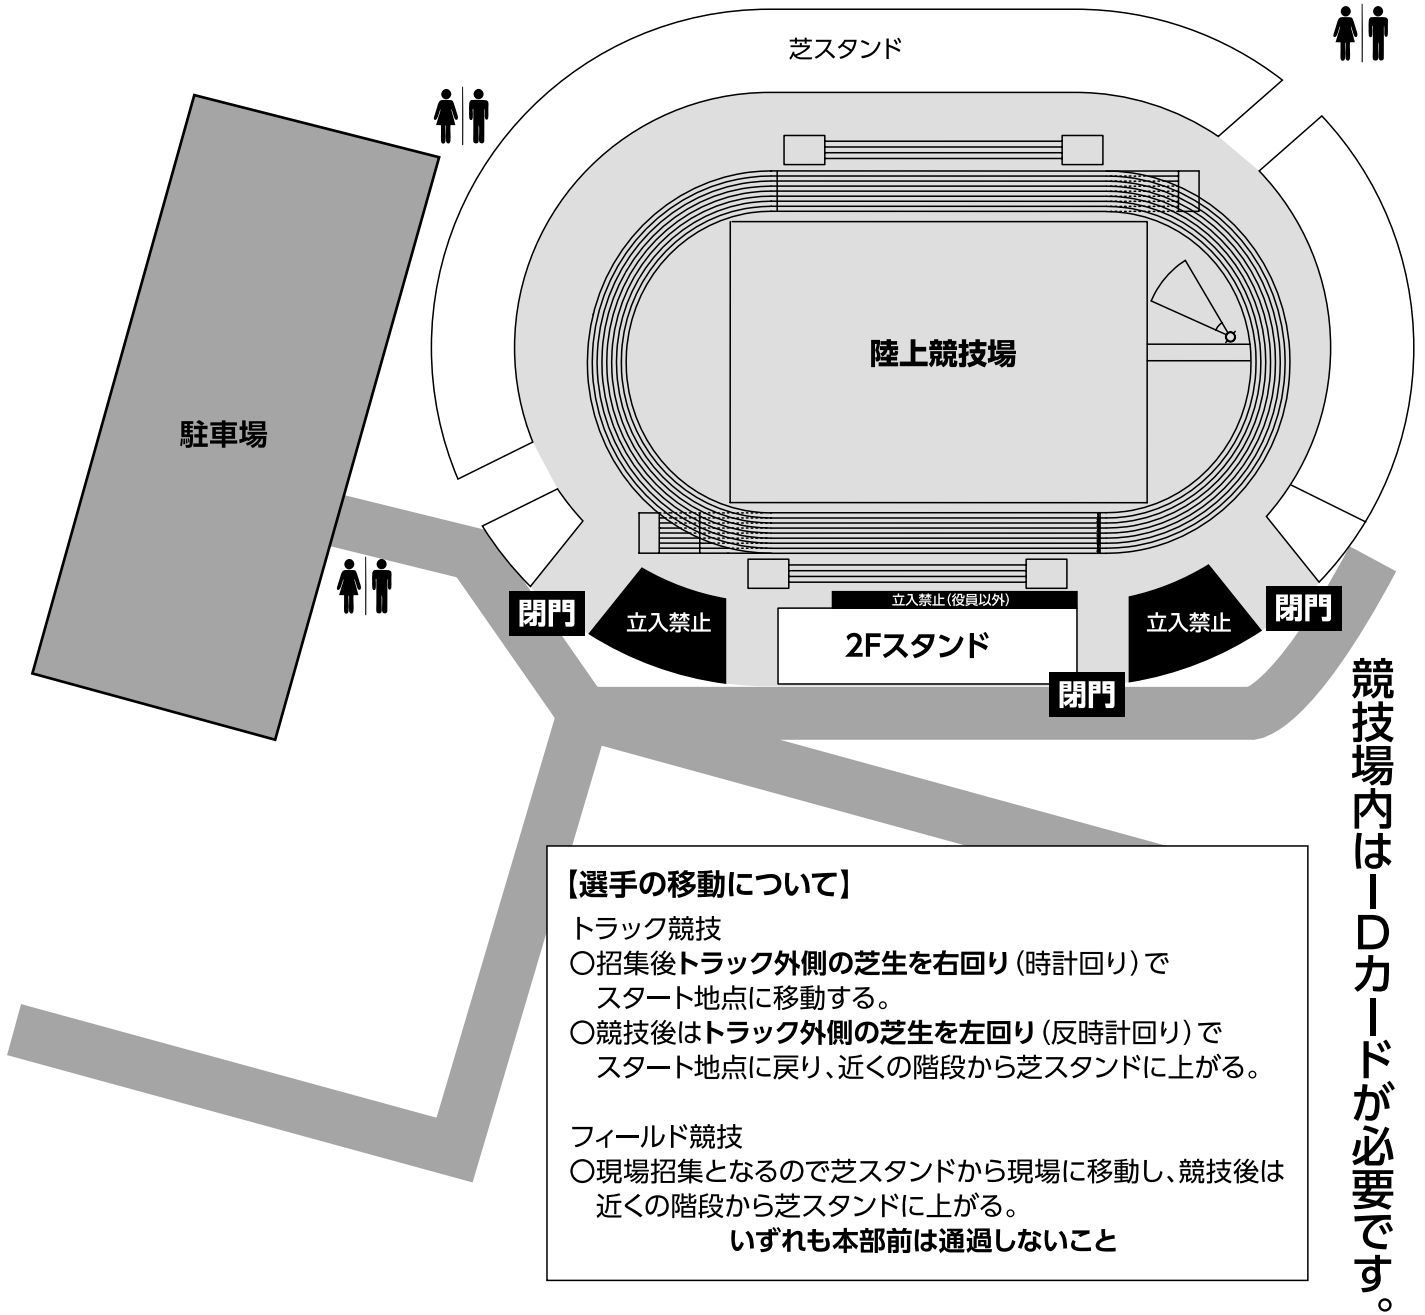 芝スタンド
陸上競技場
駐車場
閉門
立入禁止
立入禁止(役員以外)
2Fスタンド
立入禁止
閉門
閉門
競技場内はIDカードが必要です。
【選手の移動について】
トラック競技
○招集後トラック外側の芝生を右回り(時計回り)で
スタート地点に移動する。
○競技後はトラック外側の芝生を左回り(反時計回り)で
スタート地点に戻り、近くの階段から芝スタンドに上がる。
フィールド競技
○現場招集となるので芝スタンドから現場に移動し、競技後は
近くの階段から芝スタンドに上がる。
いずれも本部前は通過しないこと